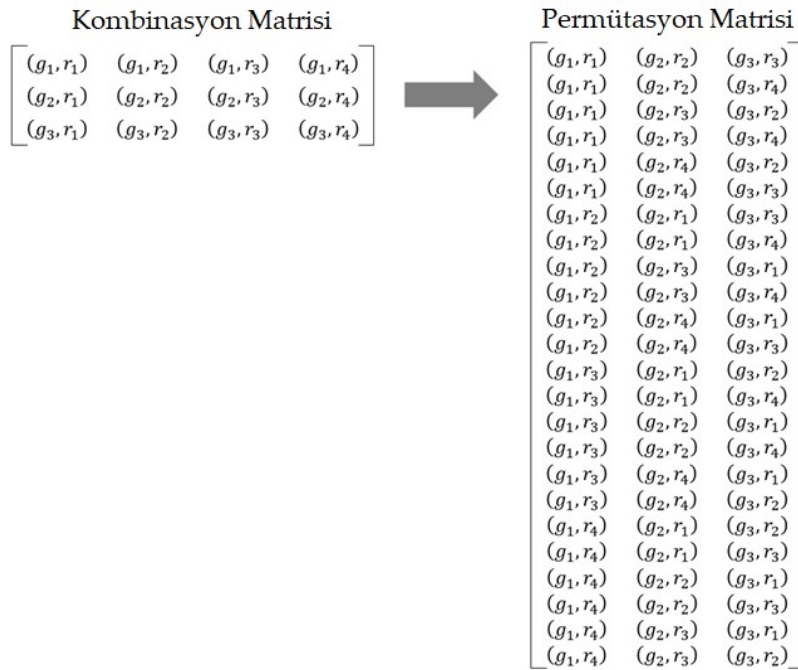 Kombinasyon Matrisi
(g₁, r₁) (g₁, r₂) (g₁, r₃) (g₁, r₄)
(g₂, r₁) (g₂, r₂) (g₂, r₃) (g₂, r₄)
(g₃, r₁) (g₃, r₂) (g₃, r₃) (g₃, r₄)
Permütasyon Matrisi
(g₁, r₁) (g₂, r₂) (g₃, r₃)
(g₁, r₁) (g₂, r₂) (g₃, r₄)
(g₁, r₁) (g₂, r₃) (g₃, r₂)
(g₁, r₁) (g₂, r₃) (g₃, r₄)
(g₁, r₁) (g₂, r₄) (g₃, r₂)
(g₁, r₁) (g₂, r₄) (g₃, r₃)
(g₁, r₂) (g₂, r₁) (g₃, r₃)
(g₁, r₂) (g₂, r₁) (g₃, r₄)
(g₁, r₂) (g₂, r₃) (g₃, r₁)
(g₁, r₂) (g₂, r₃) (g₃, r₄)
(g₁, r₂) (g₂, r₄) (g₃, r₁)
(g₁, r₂) (g₂, r₄) (g₃, r₃)
(g₁, r₃) (g₂, r₁) (g₃, r₂)
(g₁, r₃) (g₂, r₁) (g₃, r₄)
(g₁, r₃) (g₂, r₂) (g₃, r₁)
(g₁, r₃) (g₂, r₂) (g₃, r₄)
(g₁, r₃) (g₂, r₄) (g₃, r₁)
(g₁, r₃) (g₂, r₄) (g₃, r₂)
(g₁, r₄) (g₂, r₁) (g₃, r₂)
(g₁, r₄) (g₂, r₁) (g₃, r₃)
(g₁, r₄) (g₂, r₂) (g₃, r₁)
(g₁, r₄) (g₂, r₂) (g₃, r₃)
(g₁, r₄) (g₂, r₃) (g₃, r₁)
(g₁, r₄) (g₂, r₃) (g₃, r₂)